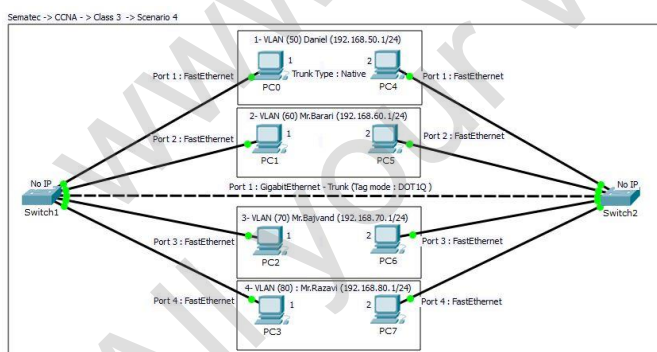 Sematec -> CCNA - > Class 3 -> Scenario 4
1- VLAN (50) Daniel (192.168.50.1/24)
1
2
Port 1 : FastEthernet
Trunk Type : Native
Port 1 : FastEthernet
PC0
PC4
2- VLAN (60) Mr.Barari (192.168.60.1/24)
1
2
Port 2 : FastEthernet
Port 2 : FastEthernet
PC1
PC5
No IP
Port 1 : GigabitEthernet - Trunk (Tag mode : DOT1Q )
No IP
Switch1
Switch2
3- VLAN (70) Mr.Bajvand (192.168.70.1/24)
1
2
Port 3 : FastEthernet
Port 3 : FastEthernet
PC2
PC6
4- VLAN (80) : Mr.Razavi (192.168.80.1/24)
Port 4 : FastEthernet
1
2
Port 4 : FastEthernet
PC3
PC7